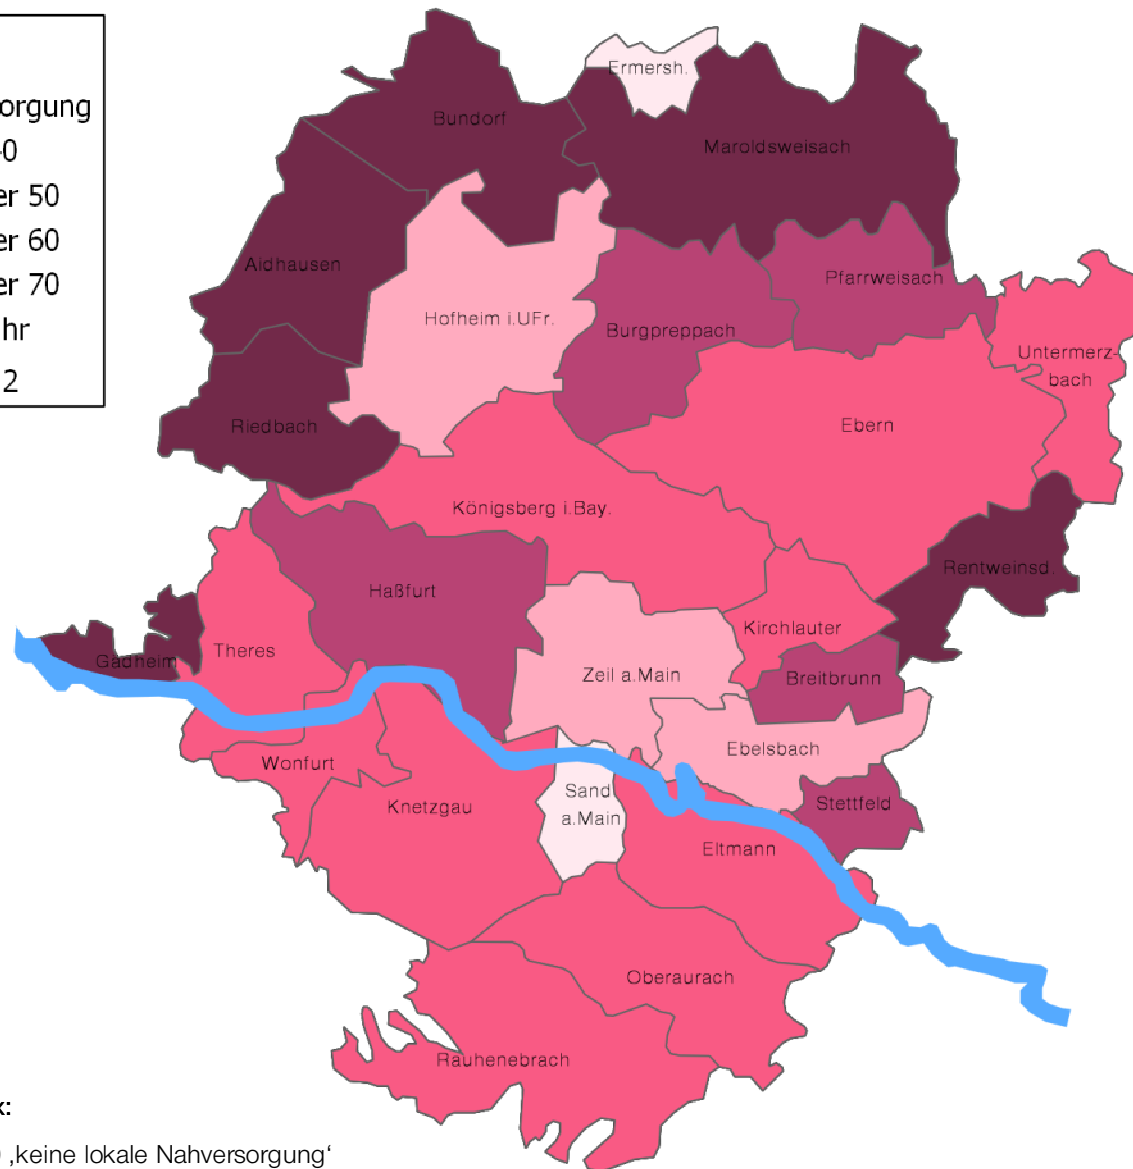 orgung
0
er 50
er 60
er 70
hr
2
Ermersh.
Bundorf
Maroldsweisach
Aidhausen
Pfarrweisach
Hofheim i.UFr.
Burgpreppach
Untermerz-
bach
Riedbach
Ebern
Königsberg i.Bay.
Rentweinsd.
Haßfurt
Kirchlauter
Theres
Gädheim
Zeil a.Main
Breitbrunn
Ebelsbach
Wonfurt
Sand
a.Main
Stettfeld
Knetzgau
Eltmann
Oberaurach
Rauhenebrach
x:
‚keine lokale Nahversorgung‘